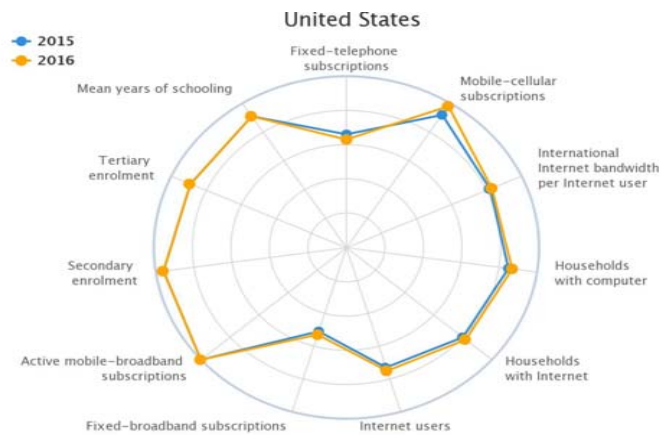 United States
2015
2016
Fixed-telephone
subscriptions
Mobile-cellular
subscriptions
International
Internet bandwidth
per Internet user
Households
with computer
Households
with Internet
Internet users
Fixed-broadband subscriptions
Active mobile-broadband
subscriptions
Secondary
enrolment
Tertiary
enrolment
Mean years of schooling